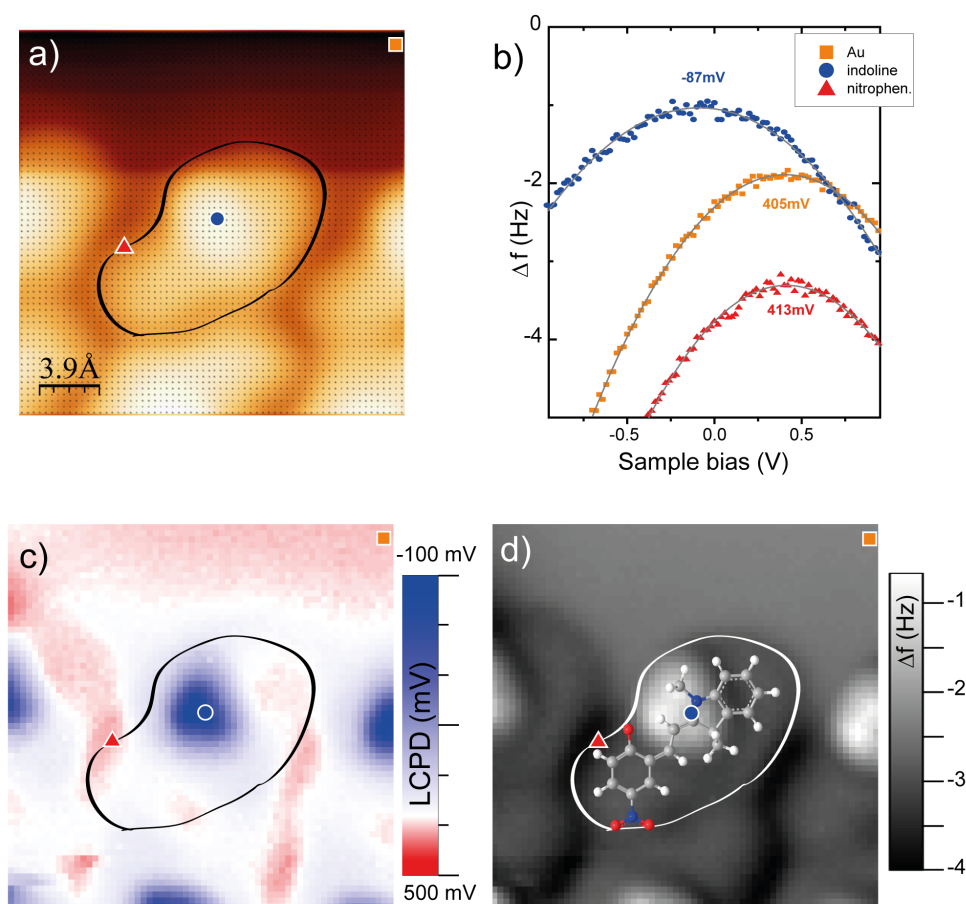 a)
3.9Å
b)
0
-2
-4
Δf (Hz)
-0.5
0.0
0.5
Sample bias (V)
Au
indoline
nitrophen.
-87mV
405mV
413mV
c)
-100 mV
LCPD (mV)
500 mV
d)
Δf (Hz)
-1
-2
-3
-4